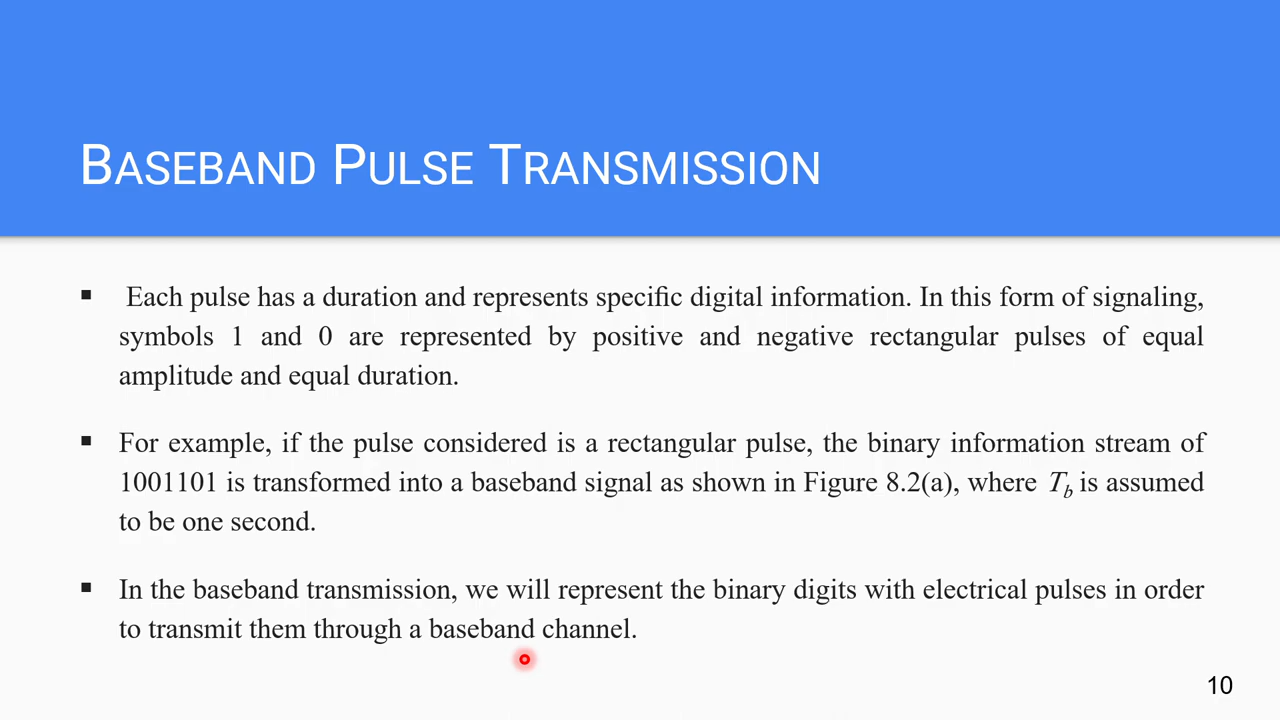 BASEBAND PULSE TRANSMISSION
▪ Each pulse has a duration and represents specific digital information. In this form of signaling,
symbols 1 and 0 are represented by positive and negative rectangular pulses of equal
amplitude and equal duration.
▪ For example, if the pulse considered is a rectangular pulse, the binary information stream of
1001101 is transformed into a baseband signal as shown in Figure 8.2(a), where T_b is assumed
to be one second.
▪ In the baseband transmission, we will represent the binary digits with electrical pulses in order
to transmit them through a baseband channel.
10